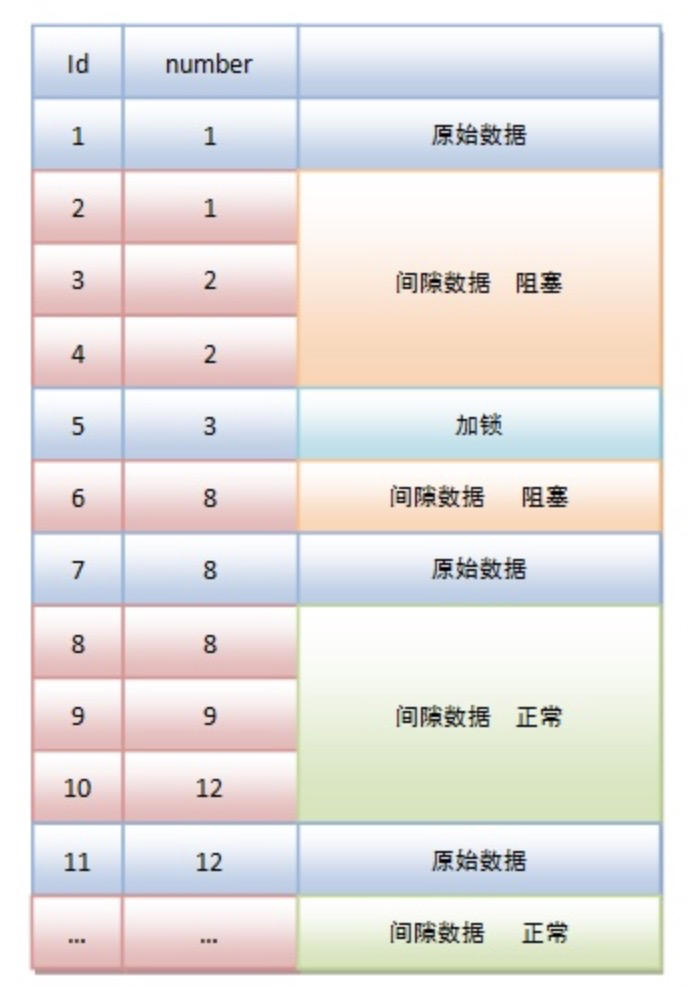 Id number
1 1 原始数据
2 1
3 2 间隙数据 阻塞
4 2
5 3 加锁
6 8 间隙数据 阻塞
7 8 原始数据
8 8
9 9 间隙数据 正常
10 12
11 12 原始数据
... ... 间隙数据 正常